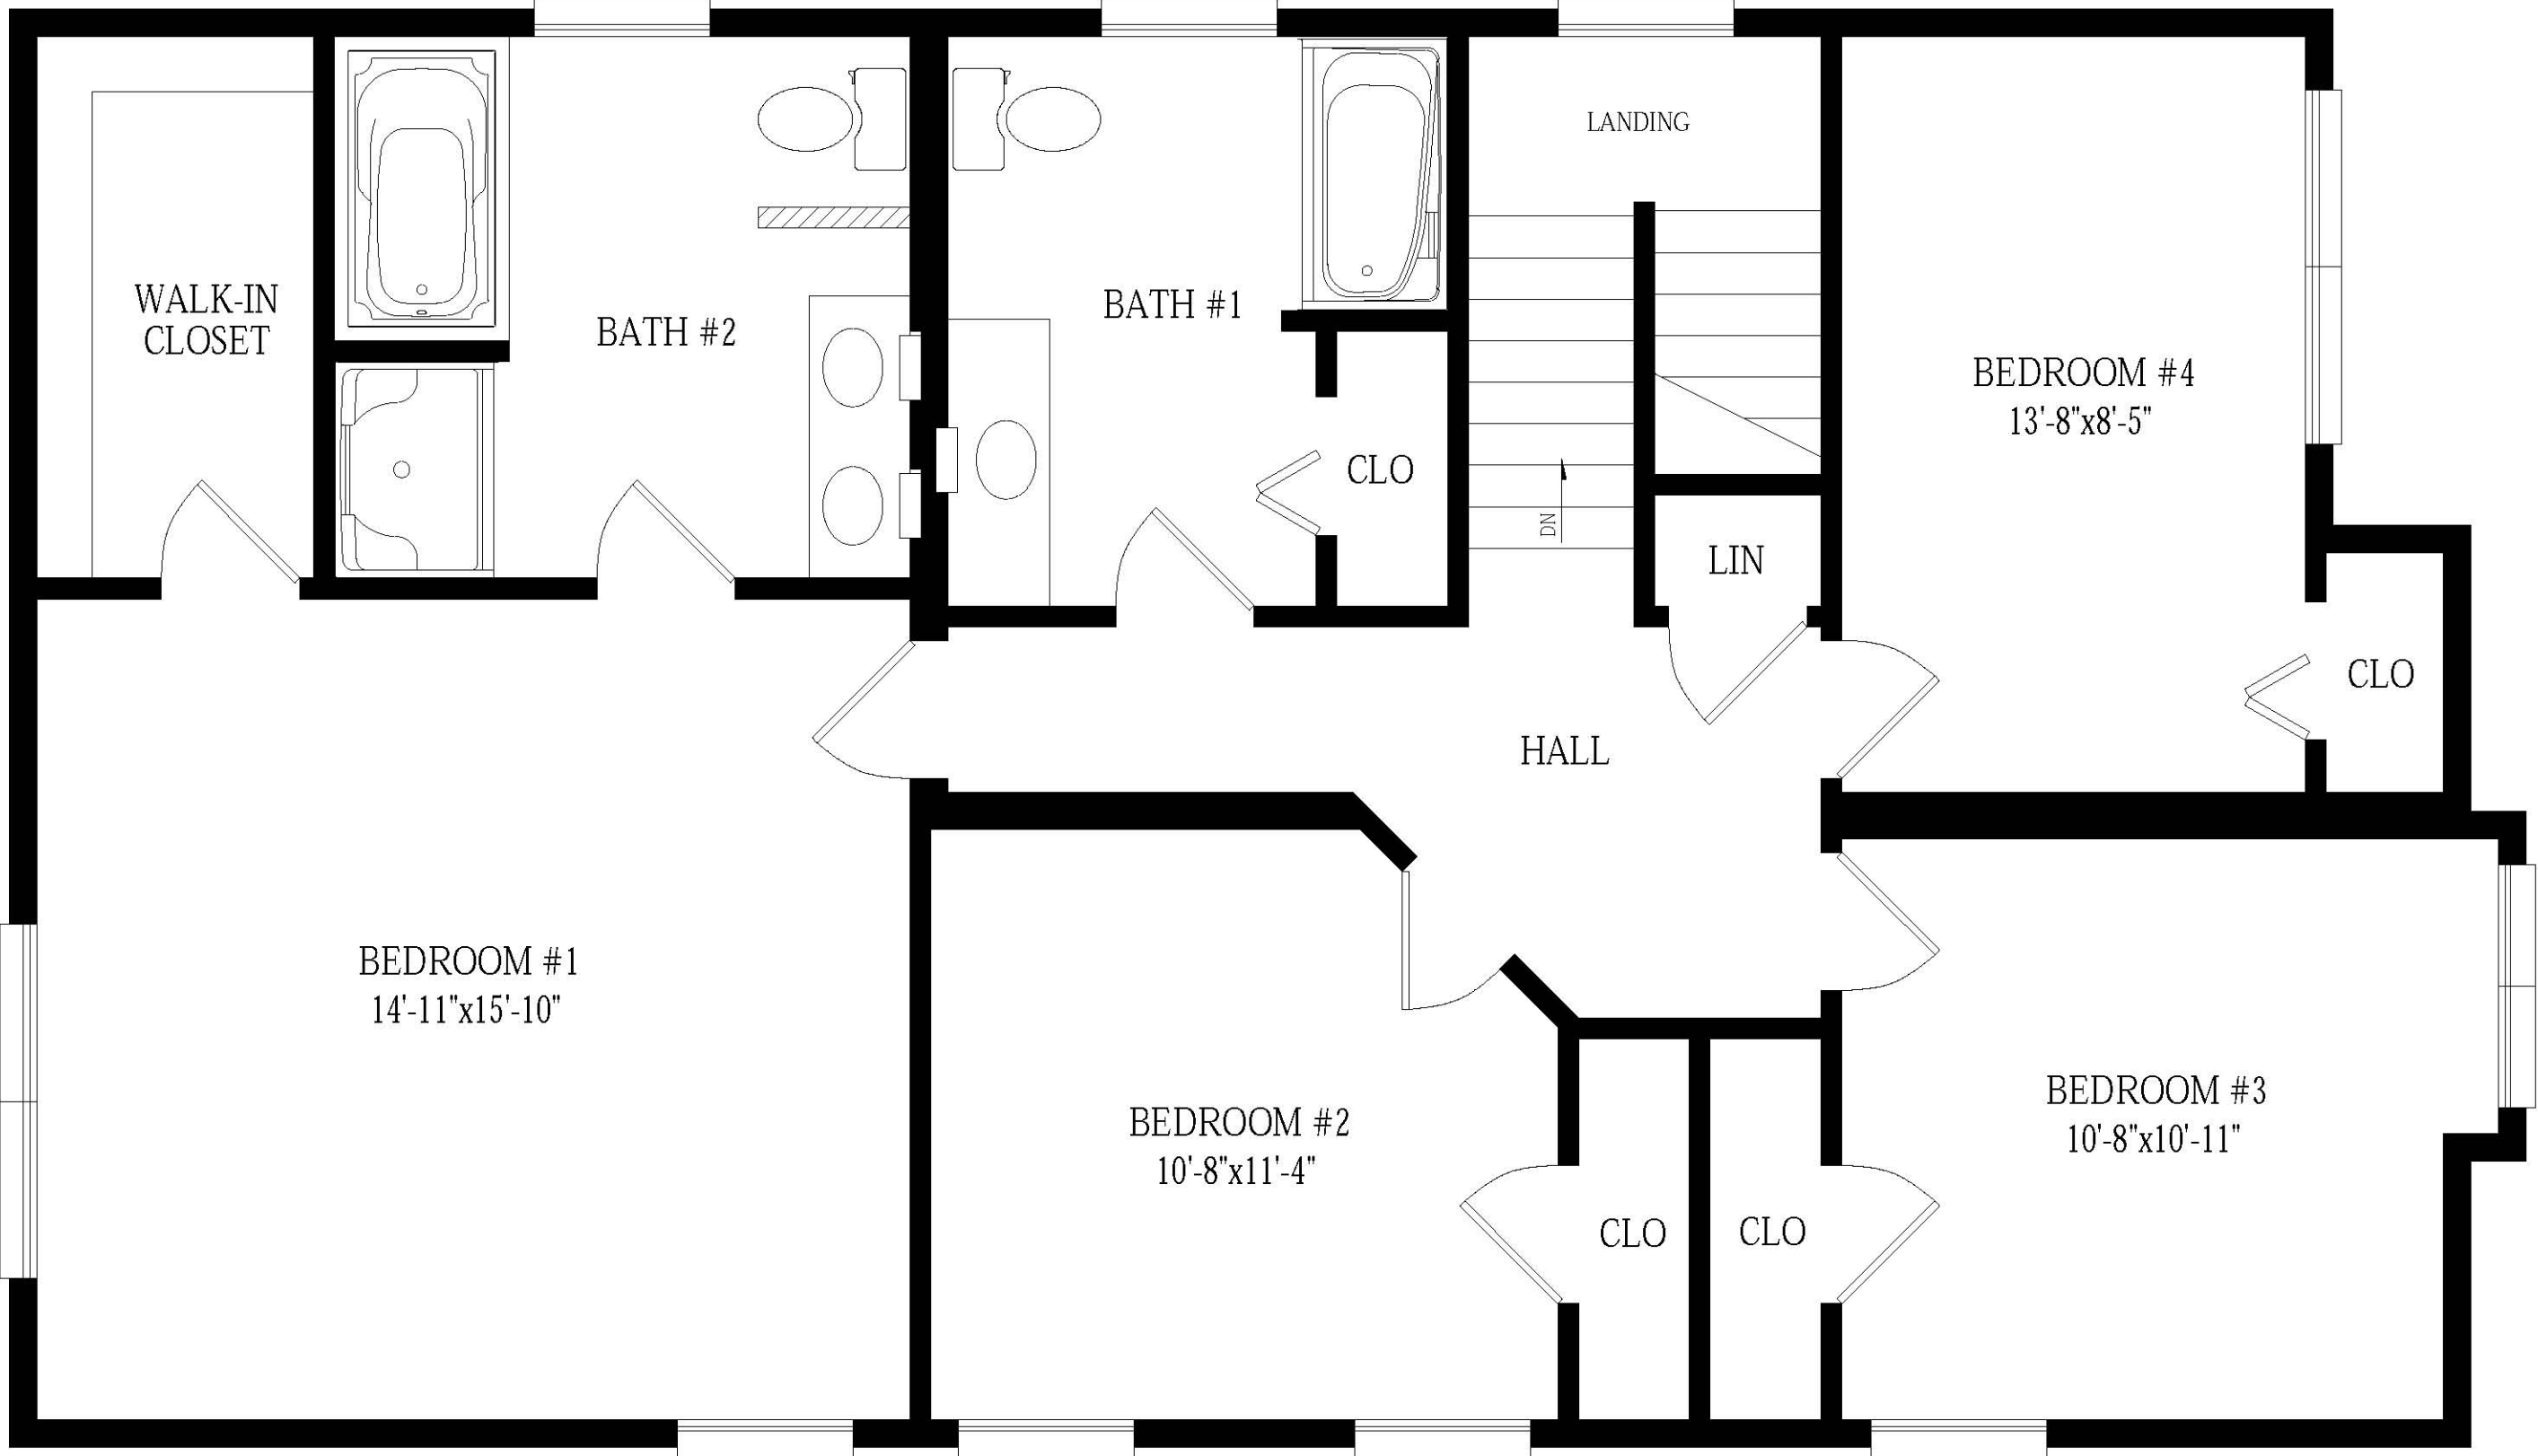 LANDING
WALK-IN
CLOSET
BATH #2
BATH #1
BEDROOM #4
13'-8"x8'-5"
CLO
DN
LIN
CLO
HALL
BEDROOM #1
14'-11"x15'-10"
BEDROOM #2
10'-8"x11'-4"
BEDROOM #3
10'-8"x10'-11"
CLO
CLO